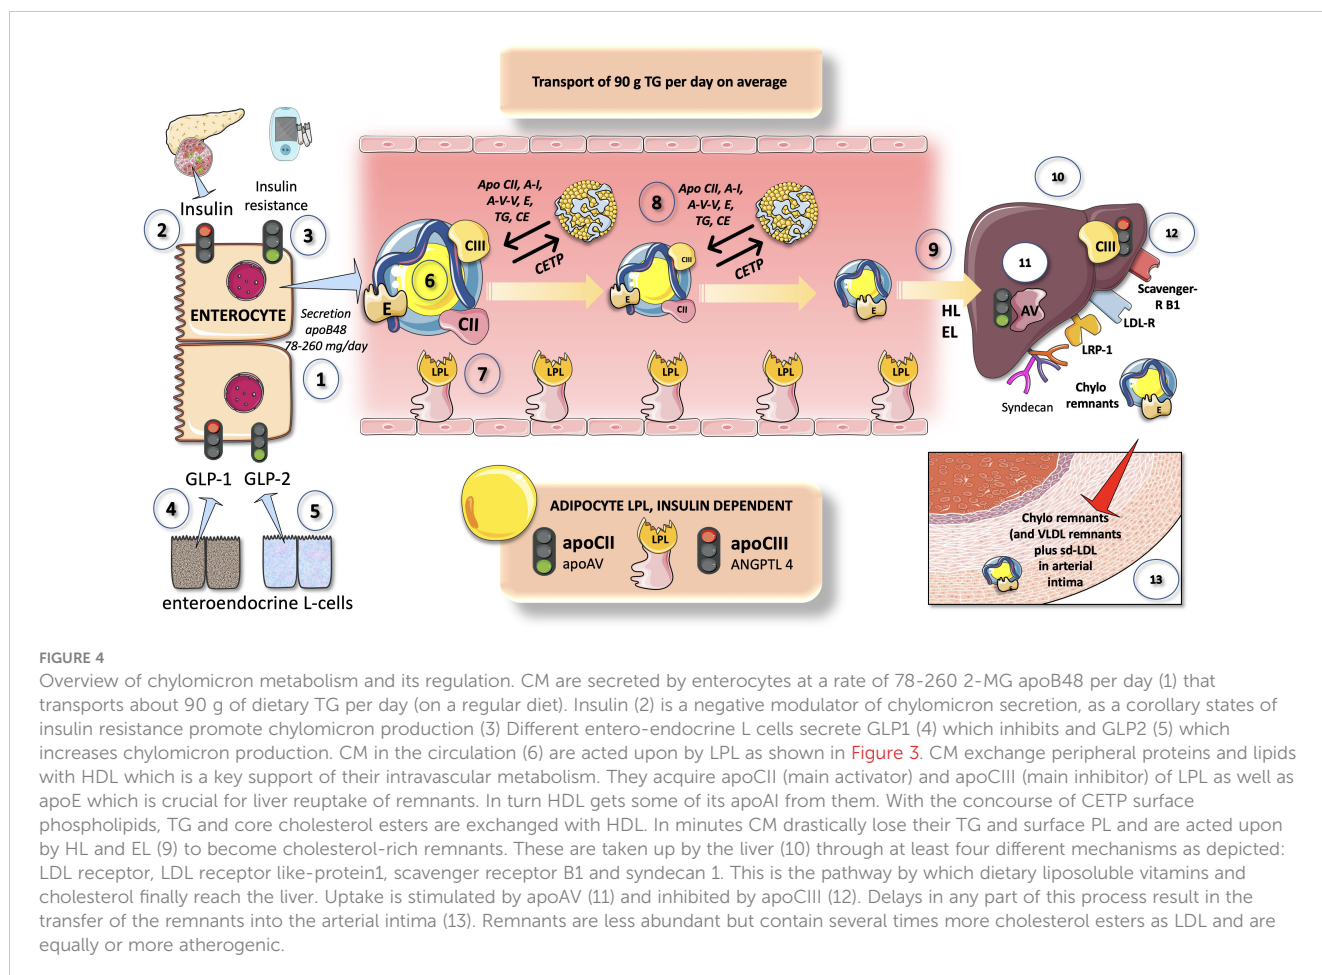 Transport of 90 g TG per day on average
Insulin
resistance
Insulin
2
3
ENTEROCYTE
Secretion
apoB48
78-260 mg/day
1
GLP-1 GLP-2
4
5
enteroendocrine L-cells
Apo CII, A-I,
A-V-V, E,
TG, CE
CETP
8
Apo CII, A-I,
A-V-V, E,
TG, CE
CETP
6
CIII
E
CII
CIII
E
CII
E
LPL
7
LPL
LPL
LPL
LPL
9
HL
EL
10
11
CIII
12
AV
Scavenger-
R B1
LDL-R
LRP-1
Syndecan
Chylo
remnants
E
ADIPOCYTE LPL, INSULIN DEPENDENT
apoCII
apoAV
LPL
apoCIII
ANGPTL 4
Chylo remnants
(and VLDL remnants
plus sd-LDL
in arterial
intima
E
13
FIGURE 4
Overview of chylomicron metabolism and its regulation. CM are secreted by enterocytes at a rate of 78-260 2-MG apoB48 per day (1) that
transports about 90 g of dietary TG per day (on a regular diet). Insulin (2) is a negative modulator of chylomicron secretion, as a corollary states of
insulin resistance promote chylomicron production (3) Different entero-endocrine L cells secrete GLP1 (4) which inhibits and GLP2 (5) which
increases chylomicron production. CM in the circulation (6) are acted upon by LPL as shown in Figure 3. CM exchange peripheral proteins and lipids
with HDL which is a key support of their intravascular metabolism. They acquire apoCII (main activator) and apoCIII (main inhibitor) of LPL as well as
apoE which is crucial for liver reuptake of remnants. In turn HDL gets some of its apoAI from them. With the concourse of CETP surface
phospholipids, TG and core cholesterol esters are exchanged with HDL. In minutes CM drastically lose their TG and surface PL and are acted upon
by HL and EL (9) to become cholesterol-rich remnants. These are taken up by the liver (10) through at least four different mechanisms as depicted:
LDL receptor, LDL receptor like-protein1, scavenger receptor B1 and syndecan 1. This is the pathway by which dietary liposoluble vitamins and
cholesterol finally reach the liver. Uptake is stimulated by apoAV (11) and inhibited by apoCIII (12). Delays in any part of this process result in the
transfer of the remnants into the arterial intima (13). Remnants are less abundant but contain several times more cholesterol esters as LDL and are
equally or more atherogenic.